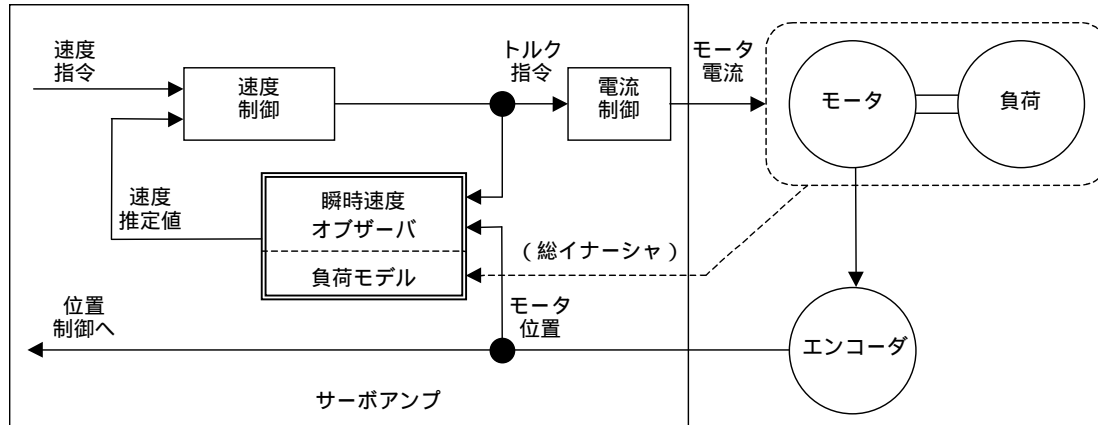 速度
指令
速度
制御
トルク
指令
電流
制御
モータ
電流
モータ
負荷
速度
推定値
瞬時速度
オブザーバ
負荷モデル
(総イナーシャ)
位置
制御へ
モータ
位置
エンコーダ
サーボアンプ